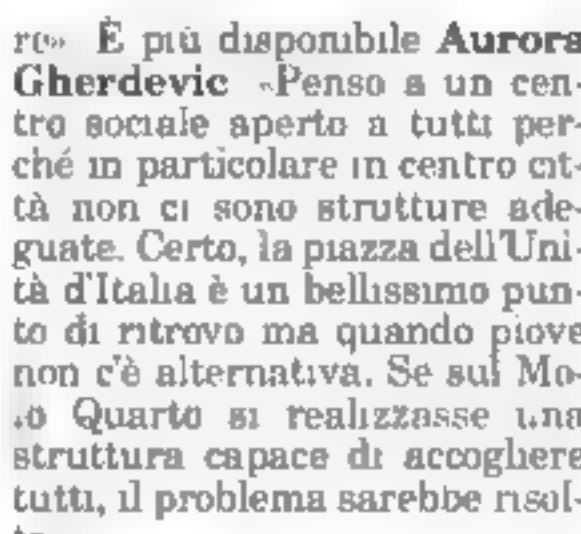 re» È più disponibile Aurora
Gherdevic «Penso a un cen-
tro sociale aperto a tutti per-
ché in particolare in centro cit-
tà non ci sono strutture ade-
guate. Certo, la piazza dell'Uni-
tà d'Italia è un bellissimo pun-
to di ritrovo ma quando piove
non c'è alternativa. Se sul Mo-
lo Quarto si realizzasse una
struttura capace di accogliere
tutti, il problema sarebbe risol-